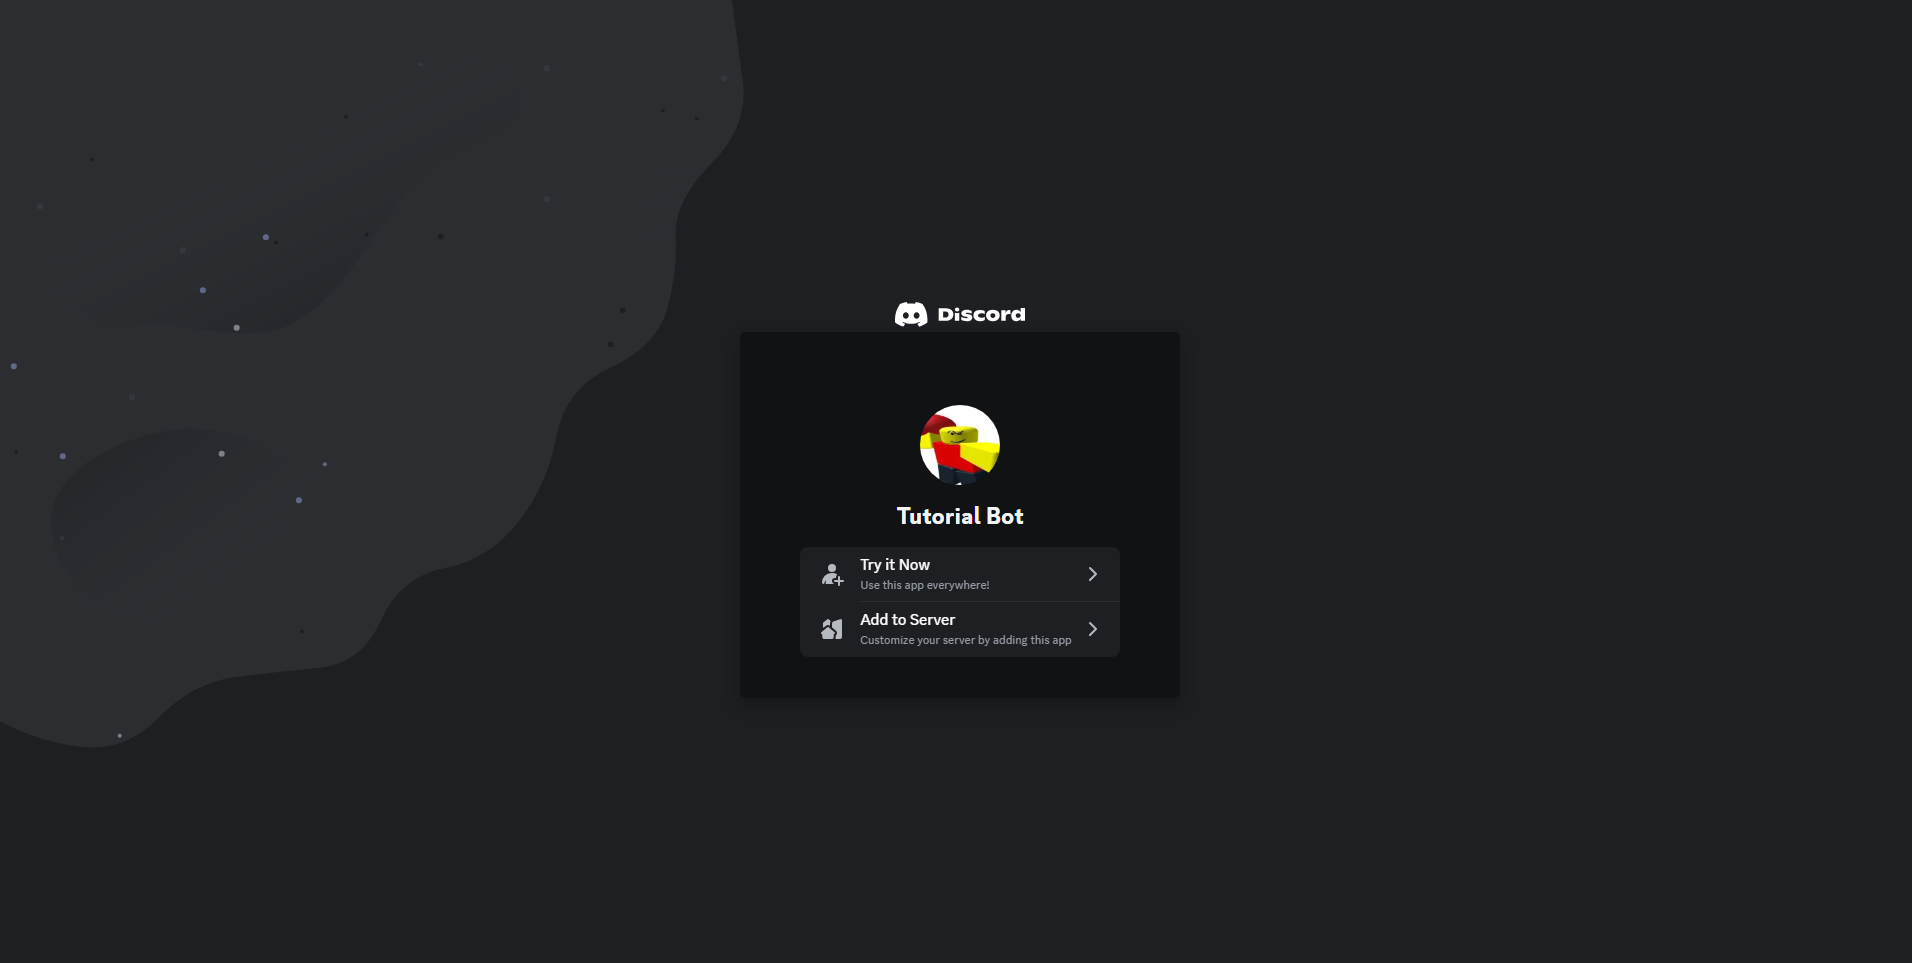 Discord
Tutorial Bot
Try it Now
Use this app everywhere!
Add to Server
Customize your server by adding this app